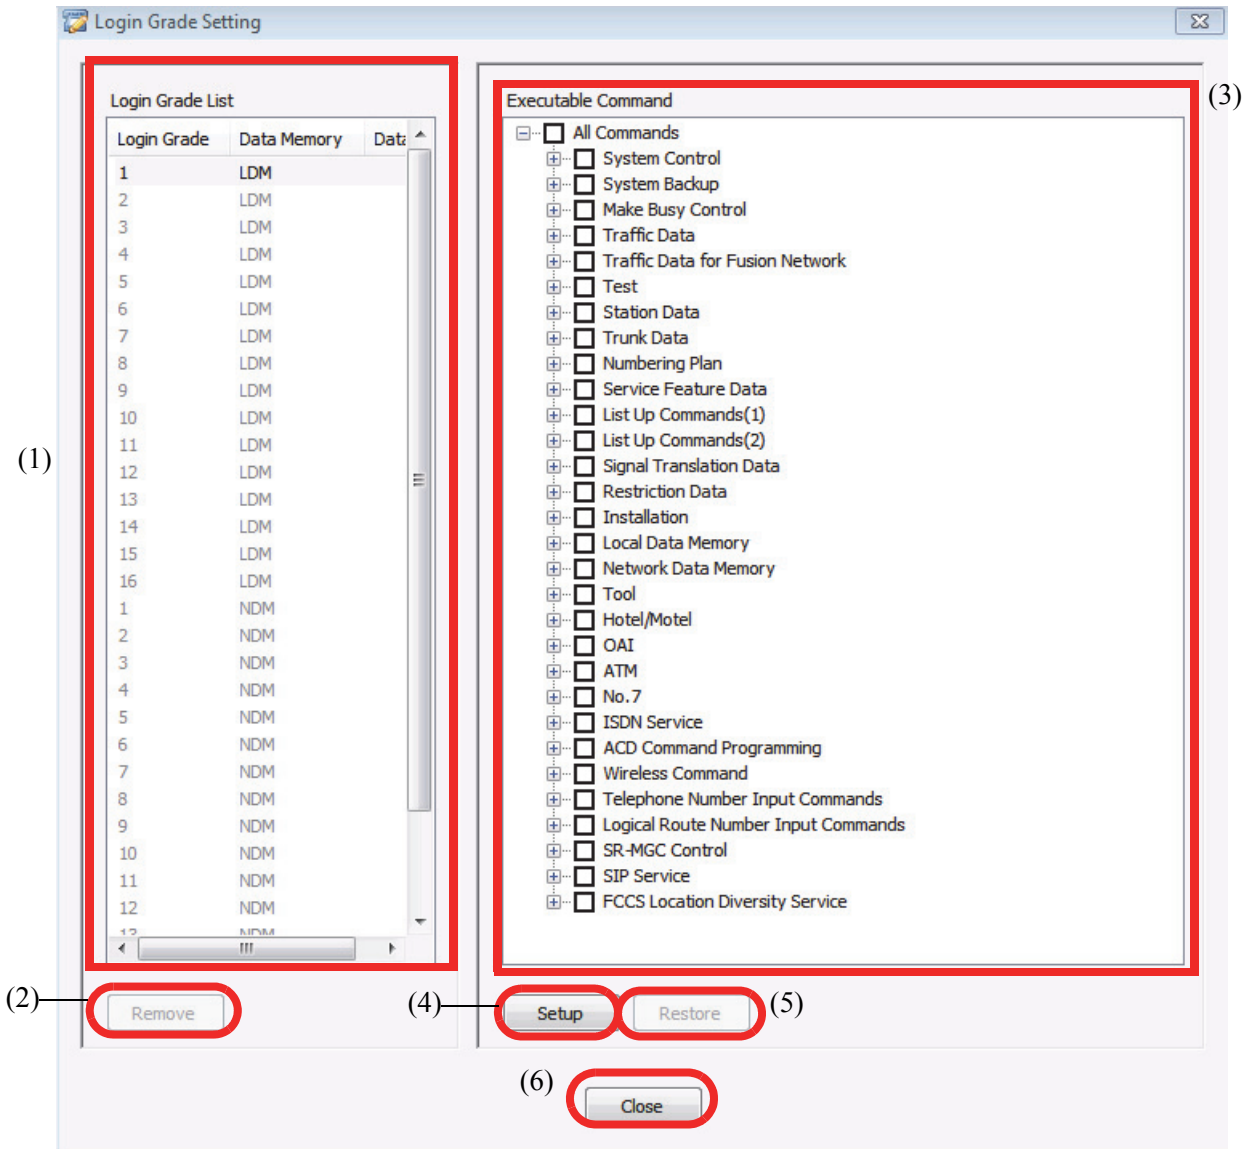 Login Grade Setting
Login Grade List
Login Grade Data Memory Data
1 LDM
2 LDM
3 LDM
4 LDM
5 LDM
6 LDM
7 LDM
8 LDM
9 LDM
10 LDM
11 LDM
12 LDM
13 LDM
14 LDM
15 LDM
16 LDM
1 NDM
2 NDM
3 NDM
4 NDM
5 NDM
6 NDM
7 NDM
8 NDM
9 NDM
10 NDM
11 NDM
12 NDM
13 NDM
(1)
(2)
Remove
Executable Command
(3)
All Commands
System Control
System Backup
Make Busy Control
Traffic Data
Traffic Data for Fusion Network
Test
Station Data
Trunk Data
Numbering Plan
Service Feature Data
List Up Commands(1)
List Up Commands(2)
Signal Translation Data
Restriction Data
Installation
Local Data Memory
Network Data Memory
Tool
Hotel/Motel
OAI
ATM
No.7
ISDN Service
ACD Command Programming
Wireless Command
Telephone Number Input Commands
Logical Route Number Input Commands
SR-MGC Control
SIP Service
FCCS Location Diversity Service
(4)
Setup
Restore
(5)
(6)
Close